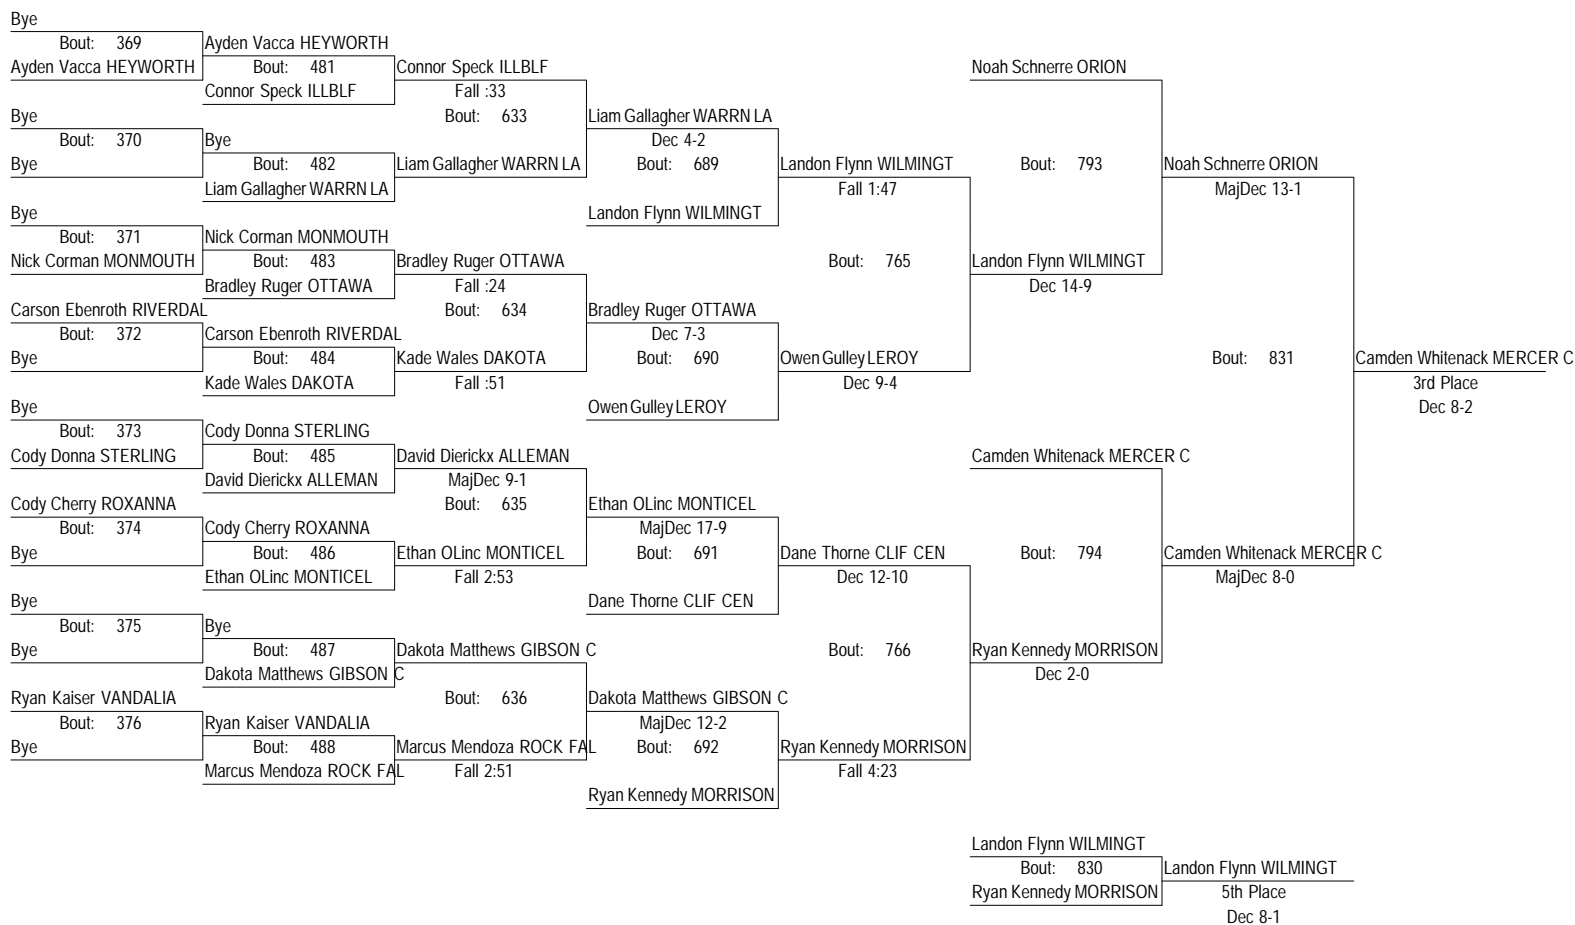 Bye
Bout: 369 Ayden Vacca HEYWORTH
Ayden Vacca HEYWORTH Bout: 481 Connor Speck ILLBLF Noah Schnerre ORION
Connor Speck ILLBLF Fall :33
Bye Bout: 633 Liam Gallagher WARRN LA
Bout: 370 Bye Dec 4-2
Bye Bout: 482 Liam Gallagher WARRN LA Bout: 689 Landon Flynn WILMINGT Bout: 793 Noah Schnerre ORION
Liam Gallagher WARRN LA Fall 1:47 MajDec 13-1
Bye Landon Flynn WILMINGT
Bout: 371 Nick Corman MONMOUTH
Nick Corman MONMOUTH Bout: 483 Bradley Ruger OTTAWA Bout: 765 Landon Flynn WILMINGT
Bradley Ruger OTTAWA Fall :24 Dec 14-9
Carson Ebenroth RIVERDAL Bout: 634 Bradley Ruger OTTAWA
Bout: 372 Carson Ebenroth RIVERDAL Dec 7-3
Bye Bout: 484 Kade Wales DAKOTA Bout: 690 Owen Gulley LEROY Bout: 831 Camden Whitenack MERCER C
Kade Wales DAKOTA Fall :51 Dec 9-4 3rd Place
Bye Owen Gulley LEROY Dec 8-2
Bout: 373 Cody Donna STERLING
Cody Donna STERLING Bout: 485 David Dierickx ALLEMAN Camden Whitenack MERCER C
David Dierickx ALLEMAN MajDec 9-1
Cody Cherry ROXANNA Bout: 635 Ethan OLinc MONTICEL
Bout: 374 Cody Cherry ROXANNA MajDec 17-9
Bye Bout: 486 Ethan OLinc MONTICEL Bout: 691 Dane Thorne CLIF CEN Bout: 794 Camden Whitenack MERCER C
Ethan OLinc MONTICEL Fall 2:53 Dec 12-10 MajDec 8-0
Bye Dane Thorne CLIF CEN
Bout: 375 Bye
Bye Bout: 487 Dakota Matthews GIBSON C Bout: 766 Ryan Kennedy MORRISON
Dakota Matthews GIBSON C Dec 2-0
Ryan Kaiser VANDALIA Bout: 636 Dakota Matthews GIBSON C
Bout: 376 Ryan Kaiser VANDALIA MajDec 12-2
Bye Bout: 488 Marcus Mendoza ROCK FAL Bout: 692 Ryan Kennedy MORRISON
Marcus Mendoza ROCK FAL Fall 2:51 Fall 4:23
Ryan Kennedy MORRISON
Landon Flynn WILMINGT
Bout: 830 Landon Flynn WILMINGT
Ryan Kennedy MORRISON 5th Place
Dec 8-1